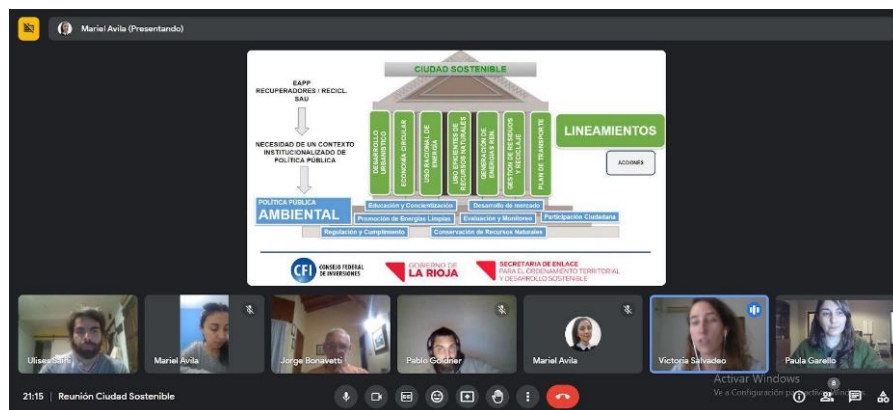 Mariel Avila (Presentando)
CIUDAD SOSTENIBLE
EAPP
RECUPERADORES / RECICL.
SAU
NECESIDAD DE UN CONTEXTO
INSTITUCIONALIZADO DE
POLÍTICA PÚBLICA
POLÍTICA PÚBLICA
AMBIENTAL
DESARROLLO
URBANÍSTICO
ECONOMÍA CIRCULAR
USO RACIONAL DE
ENERGÍA
USO EFICIENTES DE
RECURSOS NATURALES
GENERACIÓN DE
ENERGÍAS REN.
GESTIÓN DE RESIDUOS
Y RECICLAJE
PLAN DE TRANSPORTE
LINEAMIENTOS
ACCIONES
Educación y Concientización
Desarrollo de mercado
Promoción de Energías Limpias
Evaluación y Monitoreo
Participación Ciudadana
Regulación y Cumplimiento
Conservación de Recursos Naturales
CFI
CONSEJO FEDERAL
DE INVERSIONES
GOBIERNO DE
LA RIOJA
SECRETARIA DE ENLACE
PARA EL ORDENAMIENTO TERRITORIAL
Y DESARROLLO SOSTENIBLE
Ulises
Mariel Avila
Jorge Bonavetti
Pablo Goldner
Mariel Avila
Victoria Salvadeo
Paula Garello
Activar Windows
Ve a Configuración
21:15 | Reunión Ciudad Sostenible
8